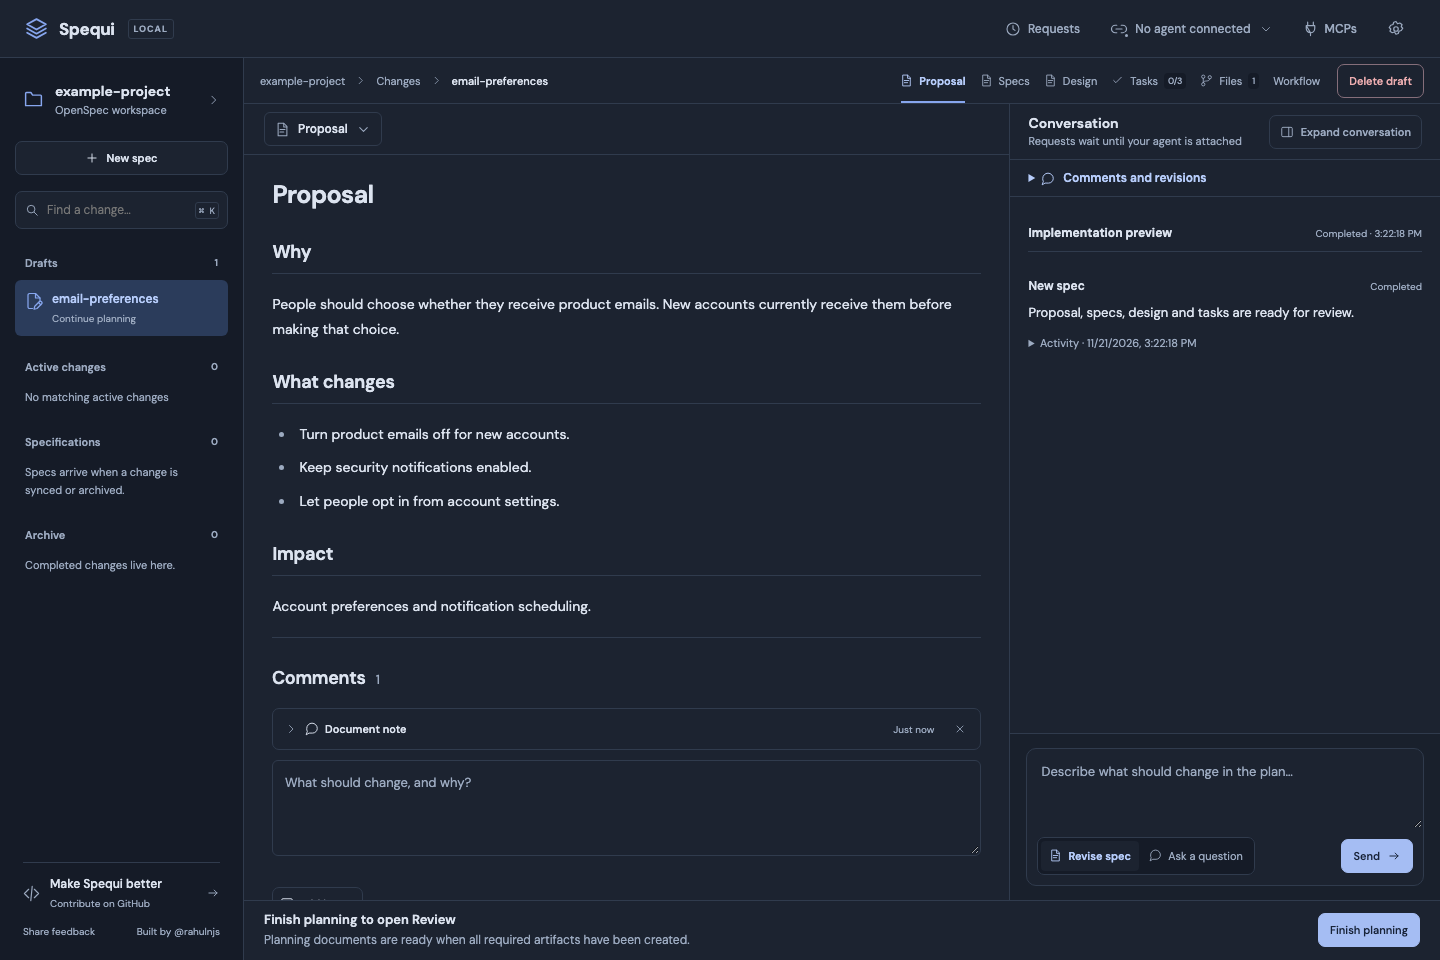 Spequi LOCAL
Requests
No agent connected
MCPs
example-project
OpenSpec workspace
New spec
Find a change...
⌘ K
Drafts 1
email-preferences
Continue planning
Active changes 0
No matching active changes
Specifications 0
Specs arrive when a change is
synced or archived.
Archive 0
Completed changes live here.
Make Spequi better
Contribute on GitHub
Share feedback
Built by @rahulnjs
example-project > Changes > email-preferences
Proposal
Specs
Design
Tasks 0/3
Files 1
Workflow
Delete draft
Proposal
Proposal
Why
People should choose whether they receive product emails. New accounts currently receive them before
making that choice.
What changes
• Turn product emails off for new accounts.
• Keep security notifications enabled.
• Let people opt in from account settings.
Impact
Account preferences and notification scheduling.
Comments 1
Document note
Just now
What should change, and why?
Conversation
Requests wait until your agent is attached
Expand conversation
Comments and revisions
Implementation preview
Completed · 3:22:18 PM
New spec
Completed
Proposal, specs, design and tasks are ready for review.
Activity · 11/21/2026, 3:22:18 PM
Describe what should change in the plan...
Revise spec
Ask a question
Send
Finish planning to open Review
Planning documents are ready when all required artifacts have been created.
Finish planning